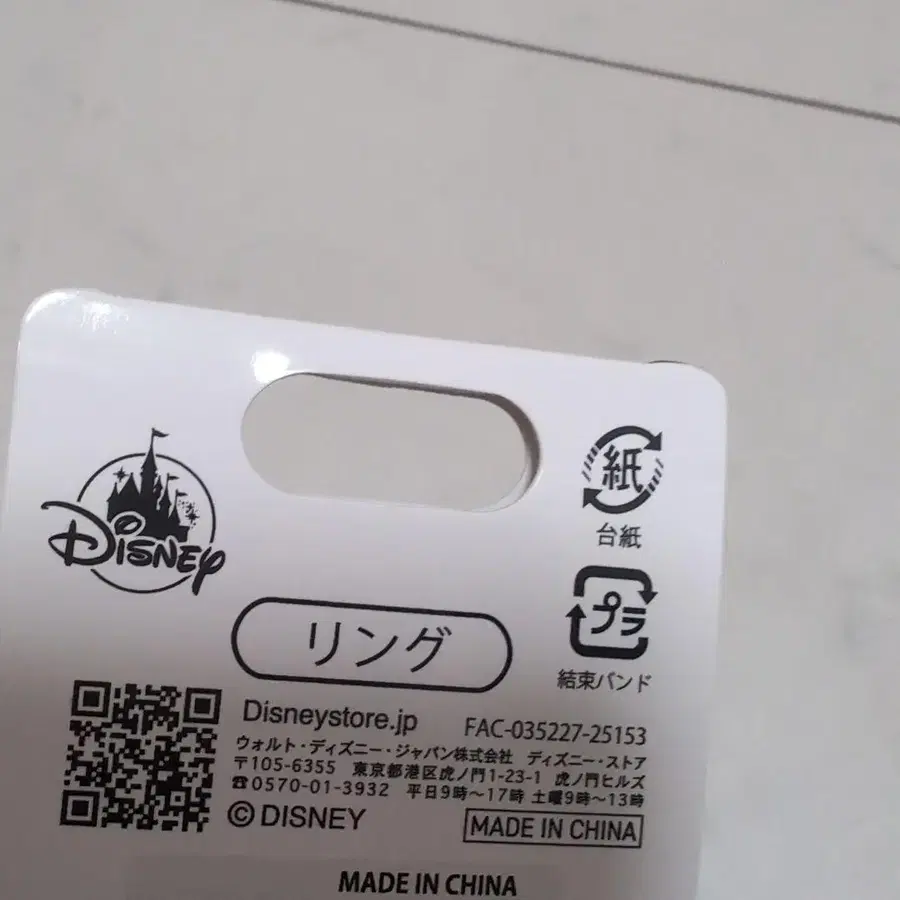 紙
台紙
DISNEY
プラ
結束バンド
リング
Disneystore.jp
FAC-035227-25153
ウォルト・ディズニー・ジャパン株式会社 ディズニー・ストア
〒105-6355 東京都港区虎ノ門1-23-1 虎ノ門ヒルズ
☎0570-01-3932 平日9時～17時 土曜9時～13時
© DISNEY
MADE IN CHINA
MADE IN CHINA